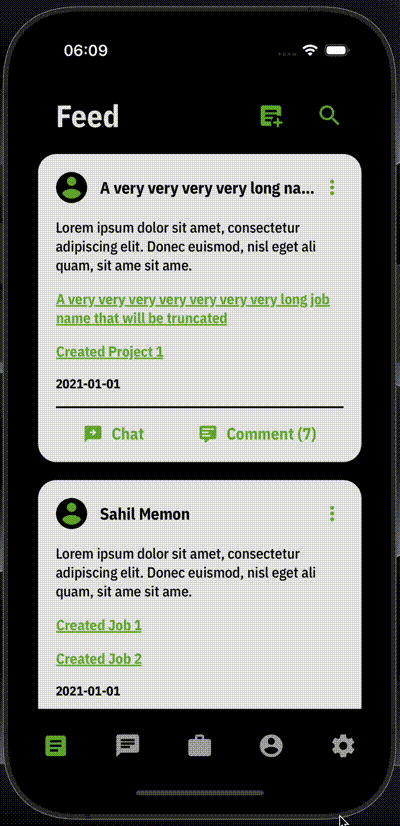 06:09
Feed
A very very very very long na...
Lorem ipsum dolor sit amet, consectetur
adipiscing elit. Donec euismod, nisl eget ali
quam, sit ame sit ame.
A very very very very very very very long job
name that will be truncated
Created Project 1
2021-01-01
Chat Comment (7)
Sahil Memon
Lorem ipsum dolor sit amet, consectetur
adipiscing elit. Donec euismod, nisl eget ali
quam, sit ame sit ame.
Created Job 1
Created Job 2
2021-01-01